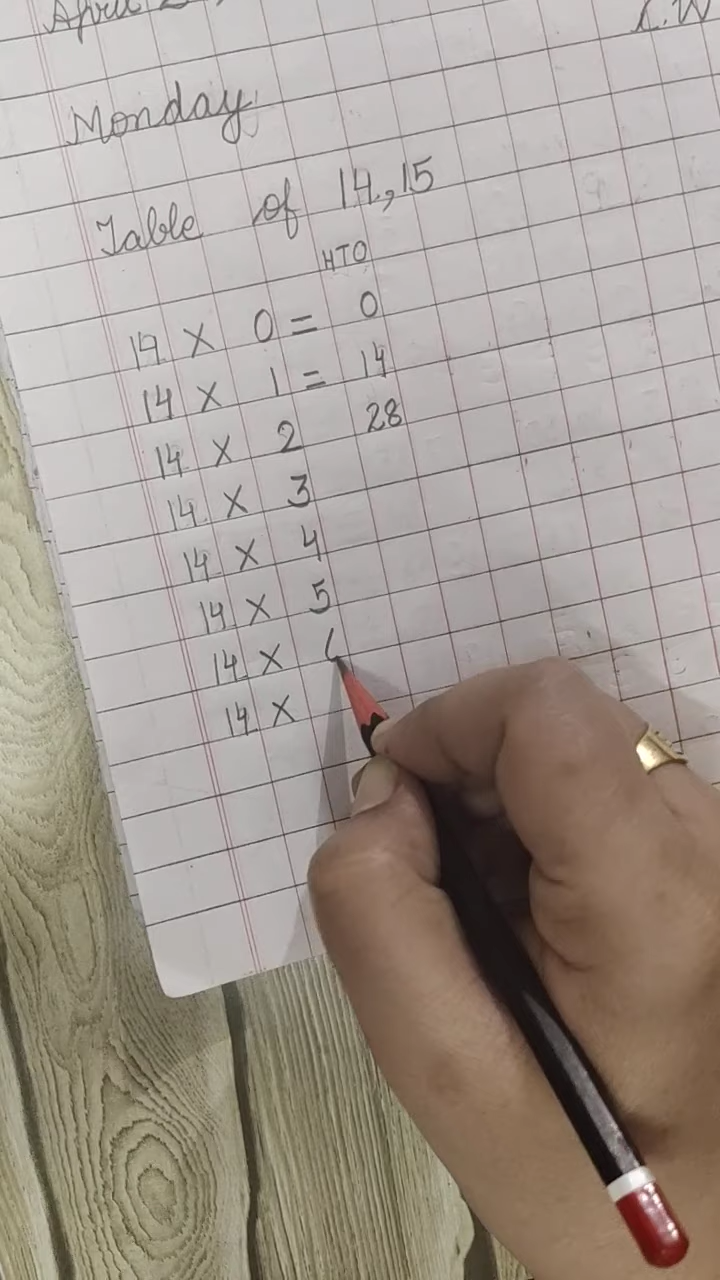 April
C.W
Monday
Table of 14,15
HTO
14 X 0 = 0
14 X 1 = 14
14 X 2 28
14 X 3
14 X 4
14 X 5
14 X
14 X